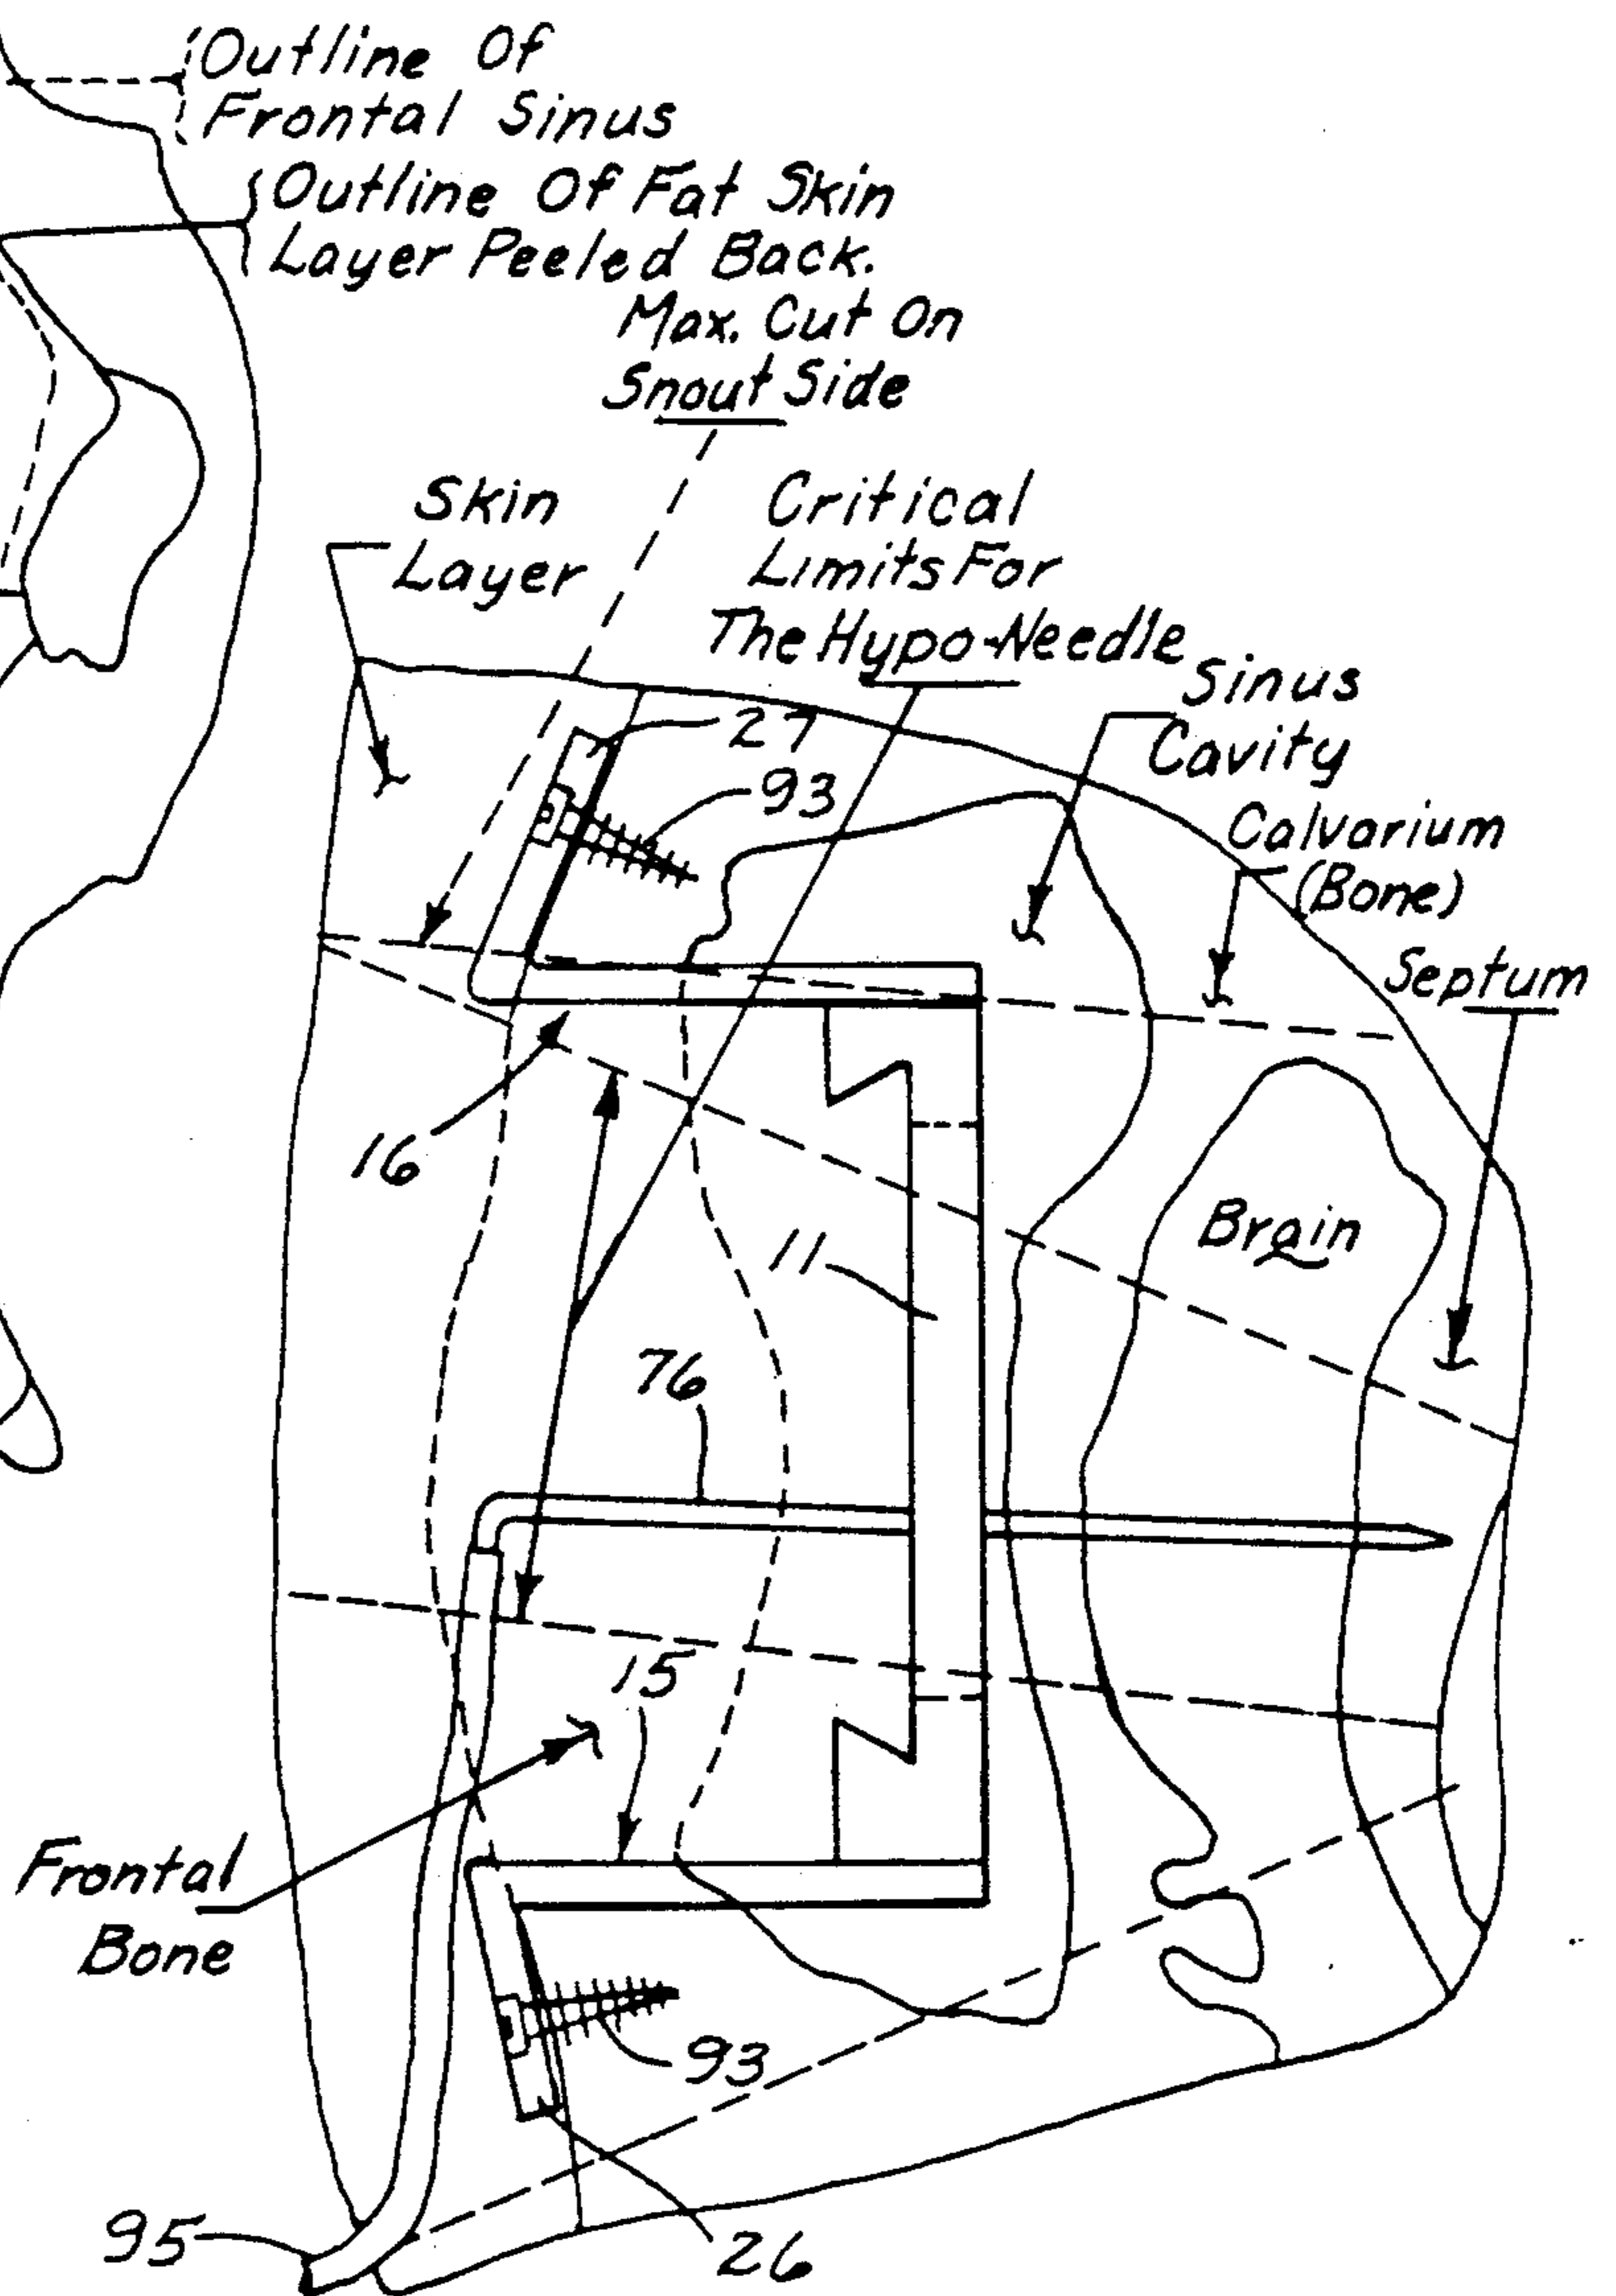 Outline Of
Frontal Sinus
Outline Of Fat Skin
Layer Peeled Back.
Max. Cut On
Snout Side
Skin
Layer
Critical
Limits For
The Hypo-Needle
Sinus
Cavity
27
93
Calvarium
(Bone)
Septum
16
Brain
11
76
15
Frontal
Bone
93
95
26